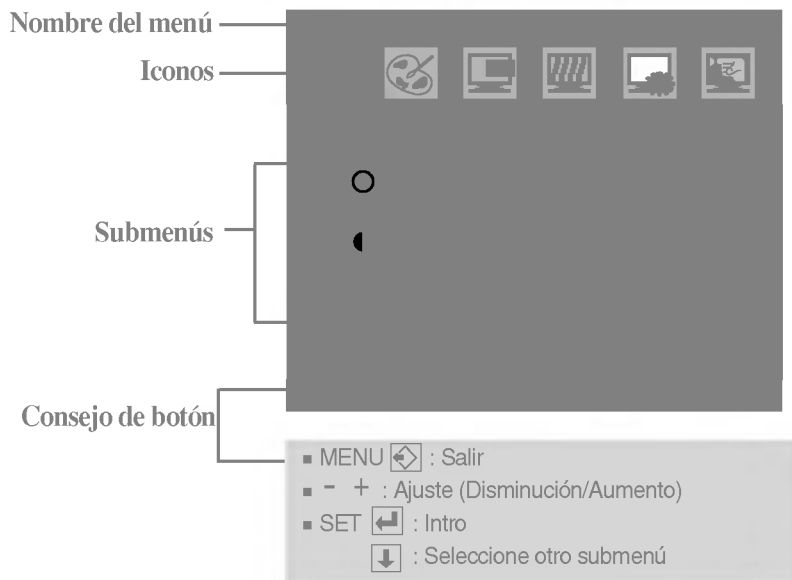 Nombre del menú
Iconos
Submenús
Consejo de botón
■ MENU : Salir
■ - + : Ajuste (Disminución/Aumento)
■ SET : Intro
: Seleccione otro submenú